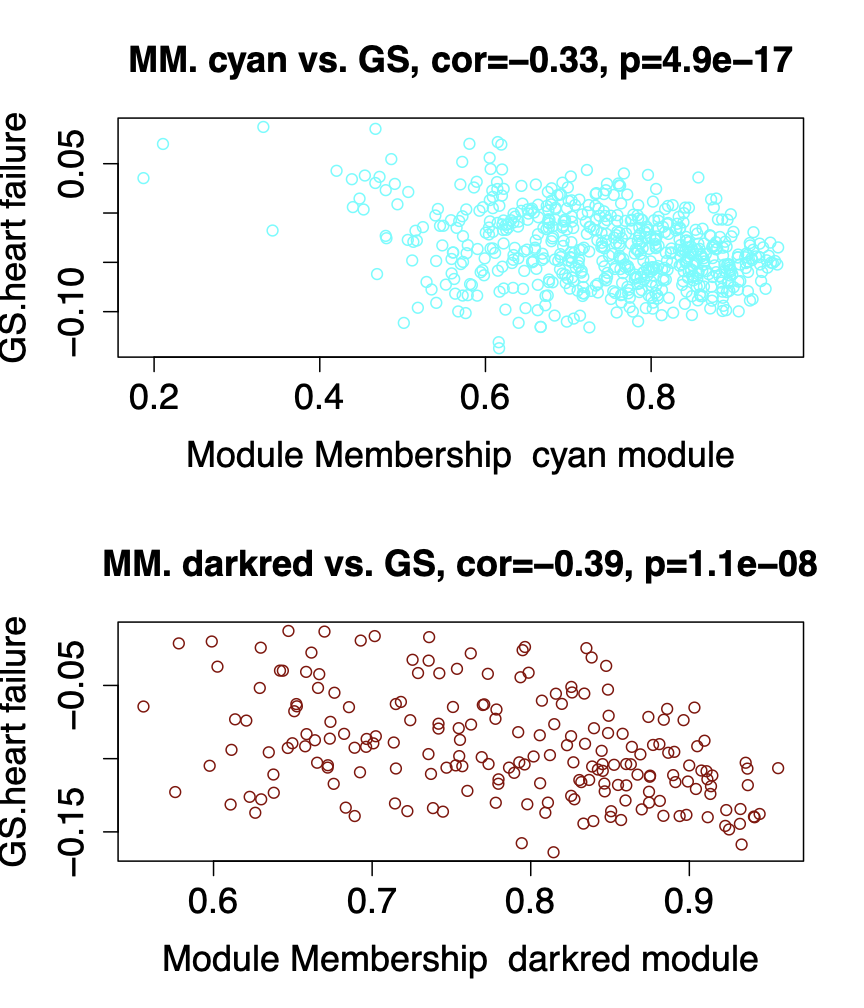 MM. cyan vs. GS, cor=−0.33, p=4.9e−17
GS.heart failure
0.05
−0.10
0.2 0.4 0.6 0.8
Module Membership  cyan module
MM. darkred vs. GS, cor=−0.39, p=1.1e−08
GS.heart failure
−0.05
−0.15
0.6 0.7 0.8 0.9
Module Membership  darkred module